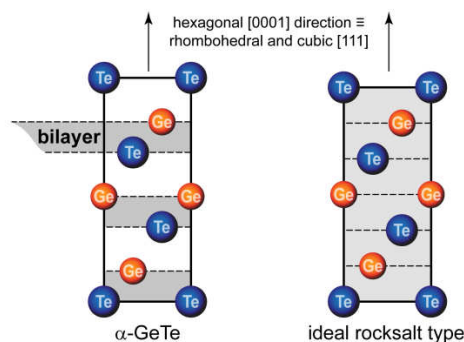 hexagonal [0001] direction ≡
rhombohedral and cubic [111]
Te Te
Ge
bilayer
Te
Ge Ge
Te
Ge
Te Te
α-GeTe
Te Te
Ge
Te
Ge Ge
Te
Ge
Te Te
ideal rocksalt type